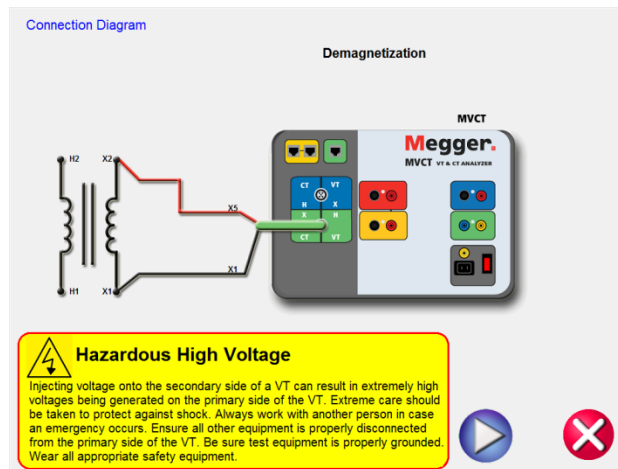 Connection Diagram
Demagnetization
MVCT
Megger.
MVCT VT & CT ANALYZER
H2 X2
CT VT
H X
X5
X H
CT VT
X1
H1 X1
Hazardous High Voltage
Injecting voltage onto the secondary side of a VT can result in extremely high
voltages being generated on the primary side of the VT. Extreme care should
be taken to protect against shock. Always work with another person in case
an emergency occurs. Ensure all other equipment is properly disconnected
from the primary side of the VT. Be sure test equipment is properly grounded.
Wear all appropriate safety equipment.